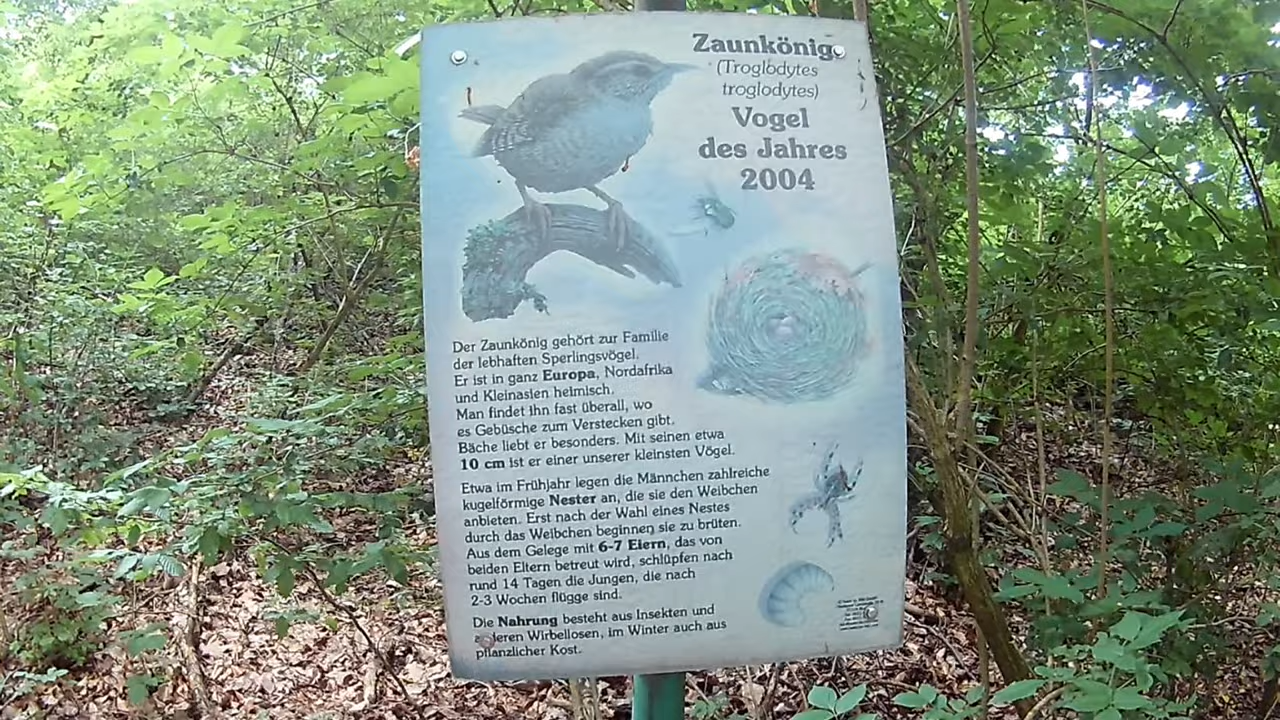 Zaunkönig
(Troglodytes
troglodytes)
Vogel
des Jahres
2004
Der Zaunkönig gehört zur Familie
der lebhaften Sperlingsvögel.
Er ist in ganz Europa, Nordafrika
und Kleinasien heimisch.
Man findet ihn fast überall, wo
es Gebüsche zum Verstecken gibt.
Bäche liebt er besonders. Mit seinen etwa
10 cm ist er einer unserer kleinsten Vögel.
Etwa im Frühjahr legen die Männchen zahlreiche
kugelförmige Nester an, die sie den Weibchen
anbieten. Erst nach der Wahl eines Nestes
durch das Weibchen beginnen sie zu brüten.
Aus dem Gelege mit 6-7 Eiern, das von
beiden Eltern betreut wird, schlüpfen nach
rund 14 Tagen die Jungen, die nach
2-3 Wochen flügge sind.
Die Nahrung besteht aus Insekten und
anderen Wirbellosen, im Winter auch aus
pflanzlicher Kost.